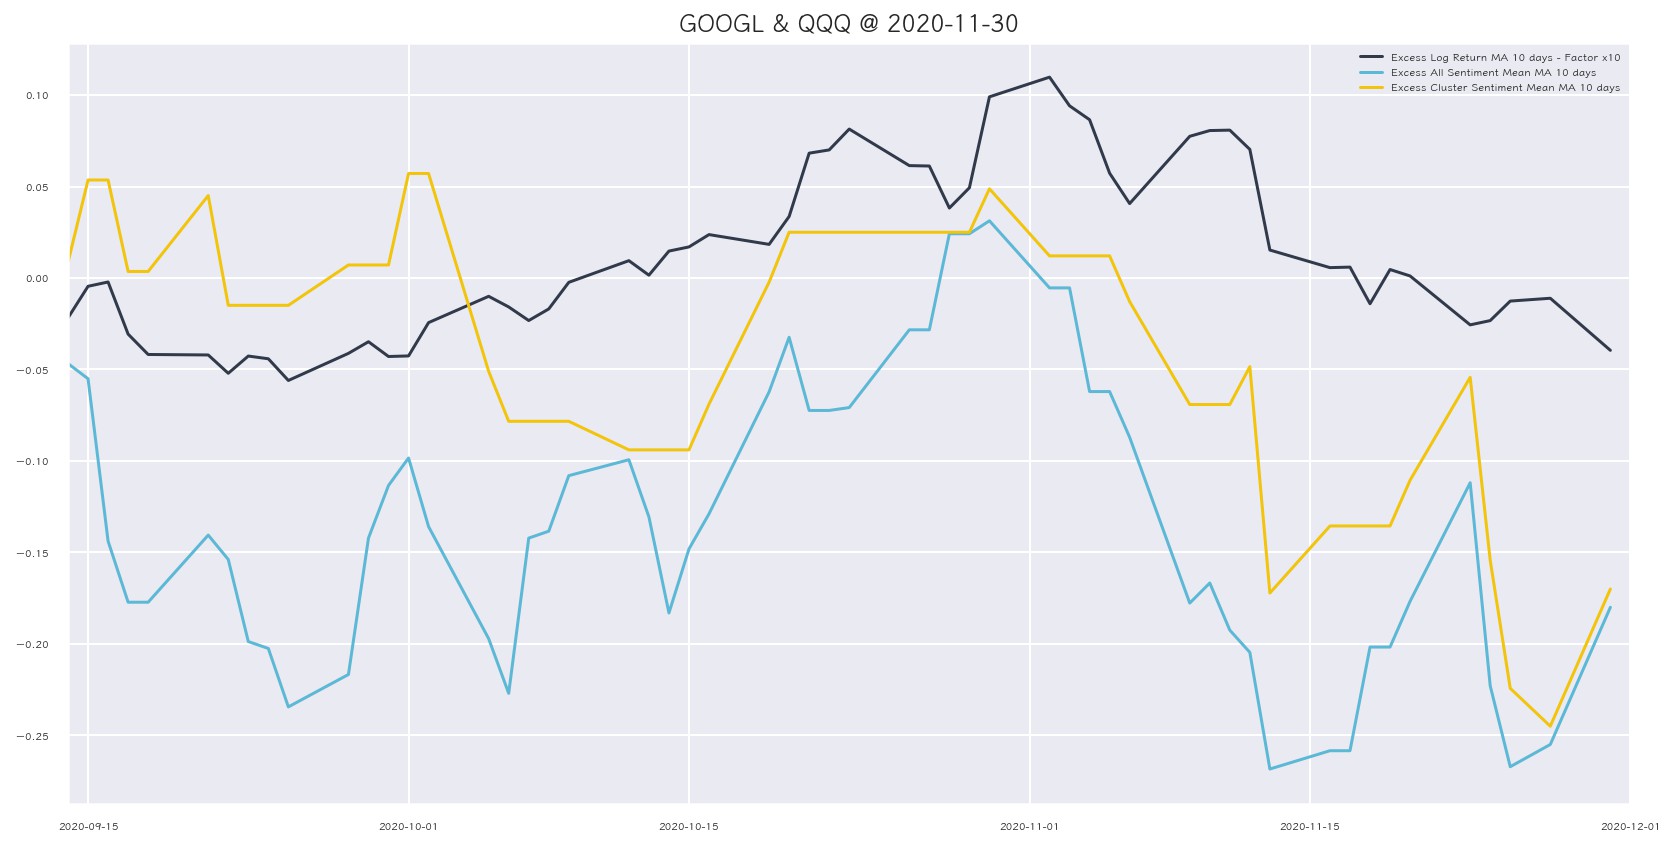 GOOGL & QQQ @ 2020-11-30
Excess Log Return MA 10 days - Factor x10
Excess All Sentiment Mean MA 10 days
Excess Cluster Sentiment Mean MA 10 days
0.10
0.05
0.00
−0.05
−0.10
−0.15
−0.20
−0.25
2020-09-15 2020-10-01 2020-10-15 2020-11-01 2020-11-15 2020-12-01